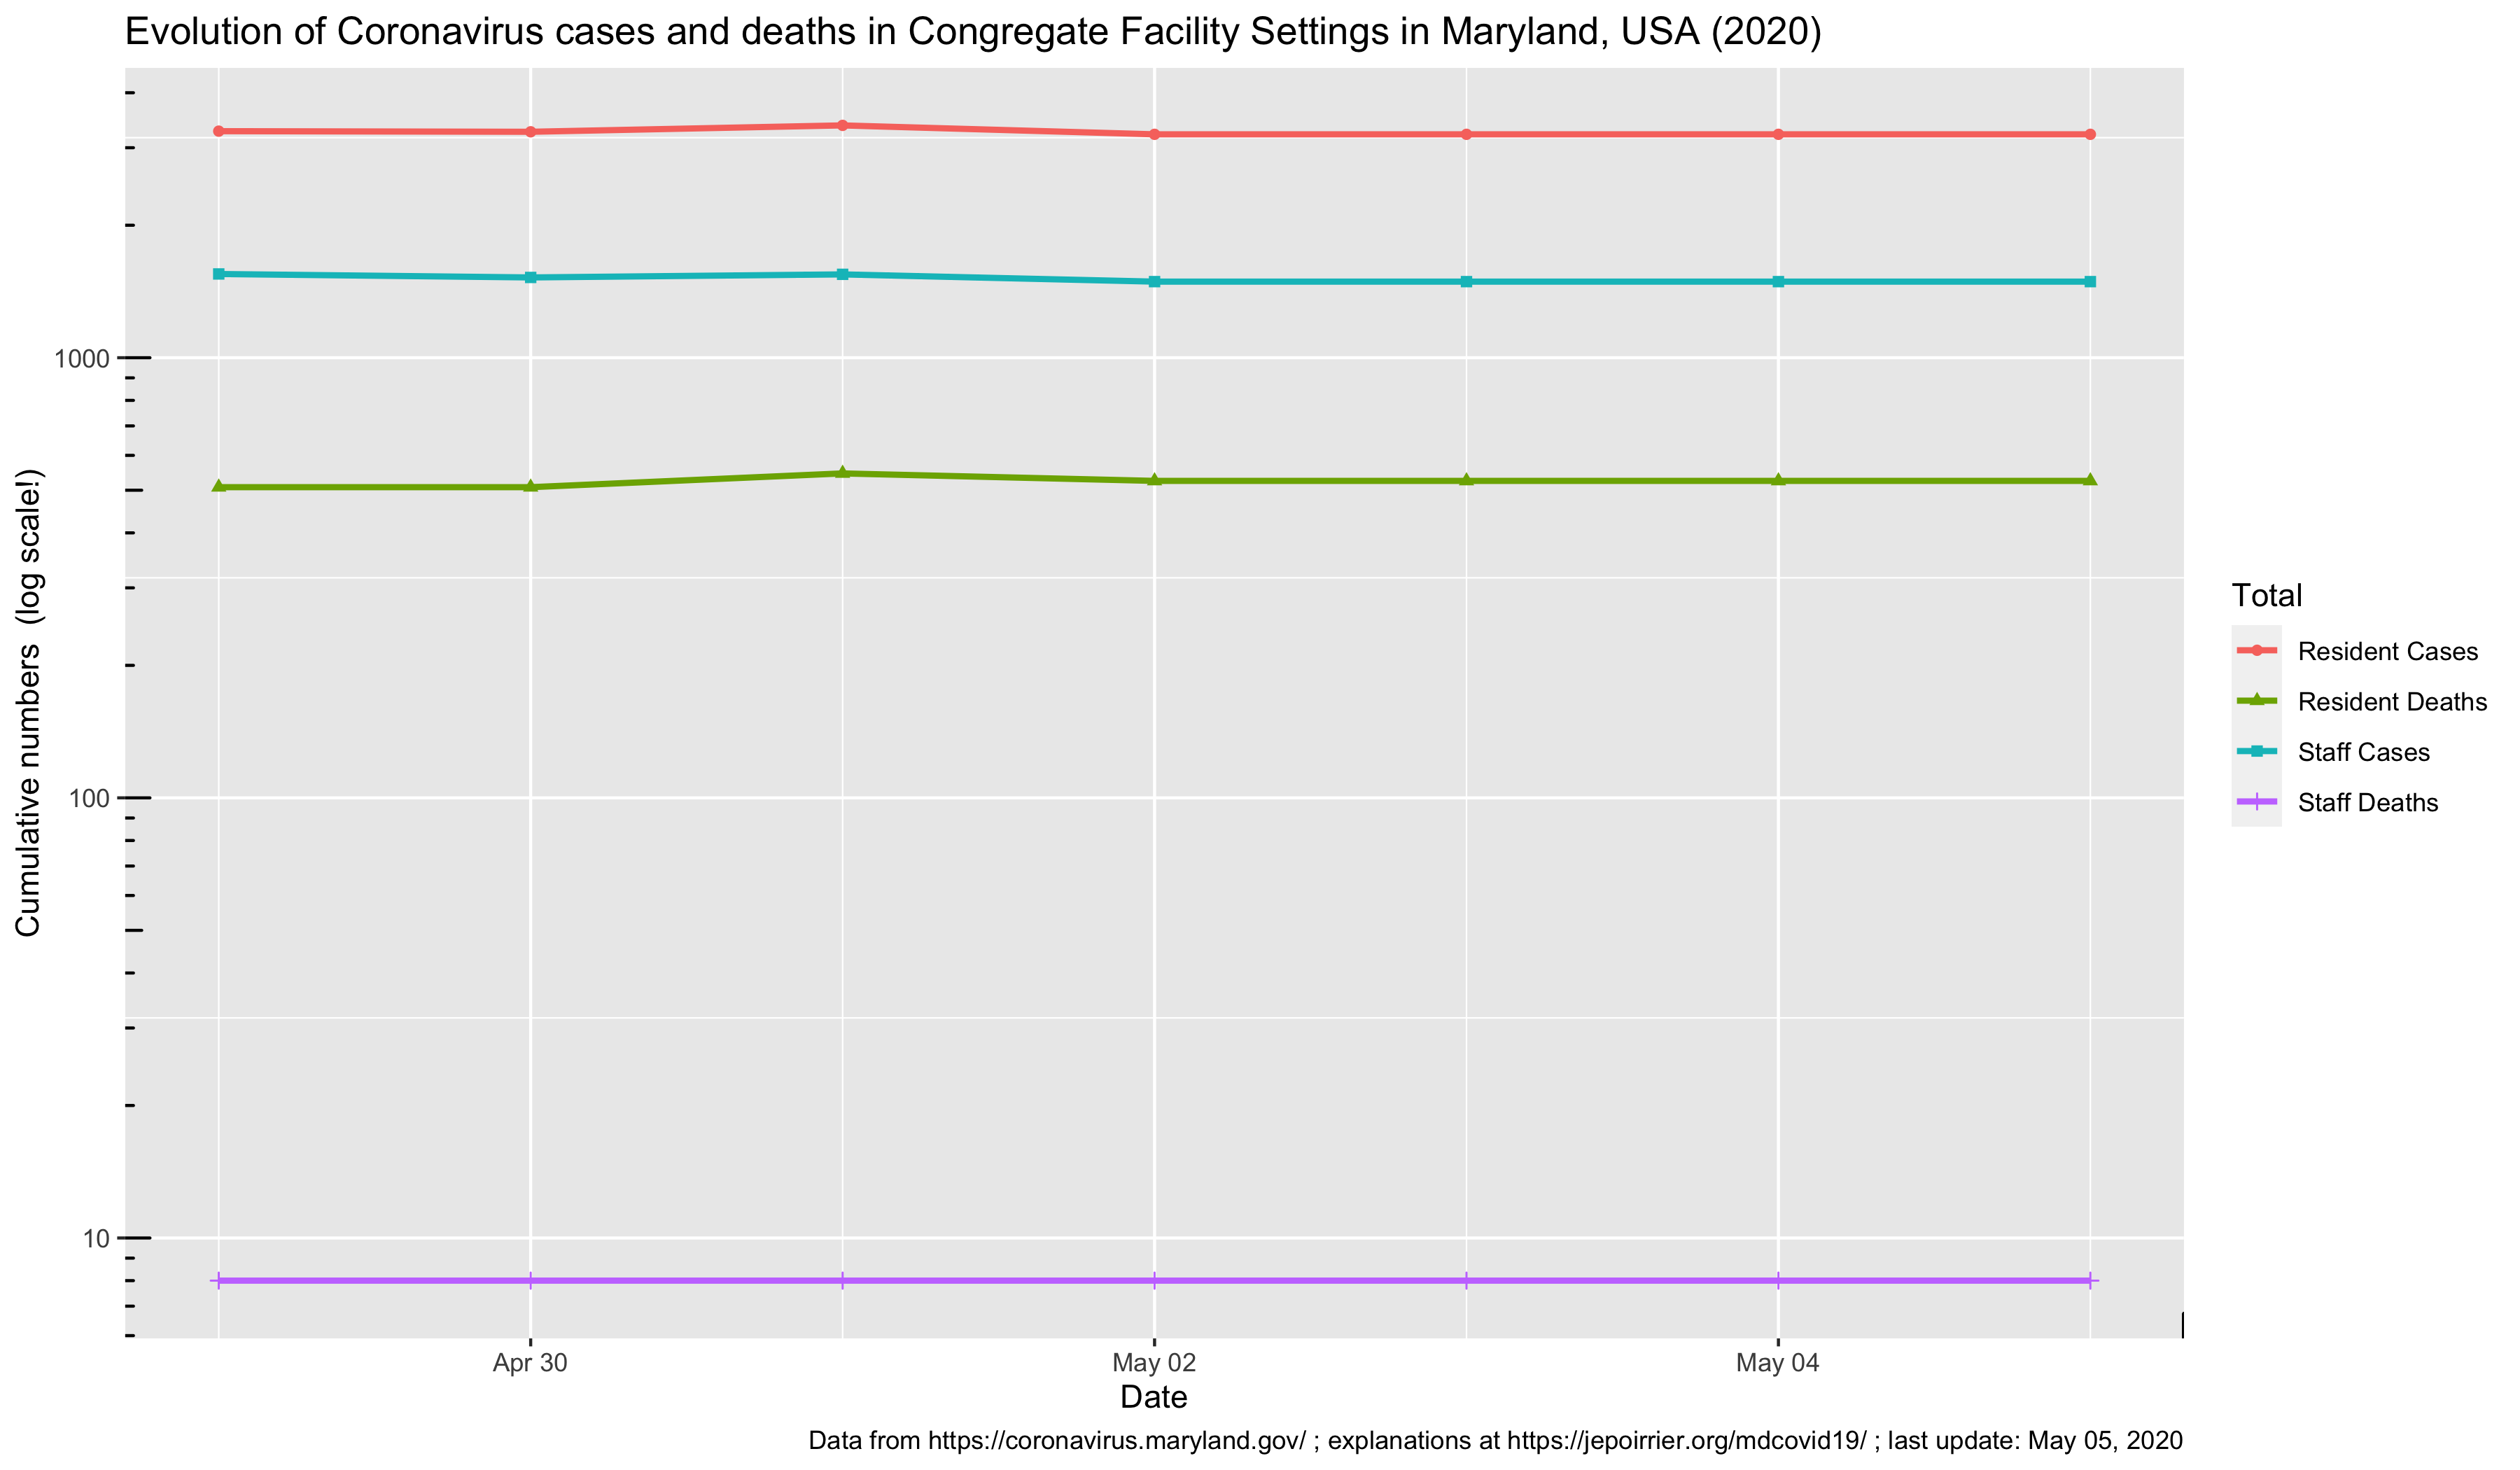 Evolution of Coronavirus cases and deaths in Congregate Facility Settings in Maryland, USA (2020)
Cumulative numbers  (log scale!)
1000
100
10
Apr 30
May 02
May 04
Date
Total
Resident Cases
Resident Deaths
Staff Cases
Staff Deaths
Data from https://coronavirus.maryland.gov/ ; explanations at https://jepoirrier.org/mdcovid19/ ; last update: May 05, 2020